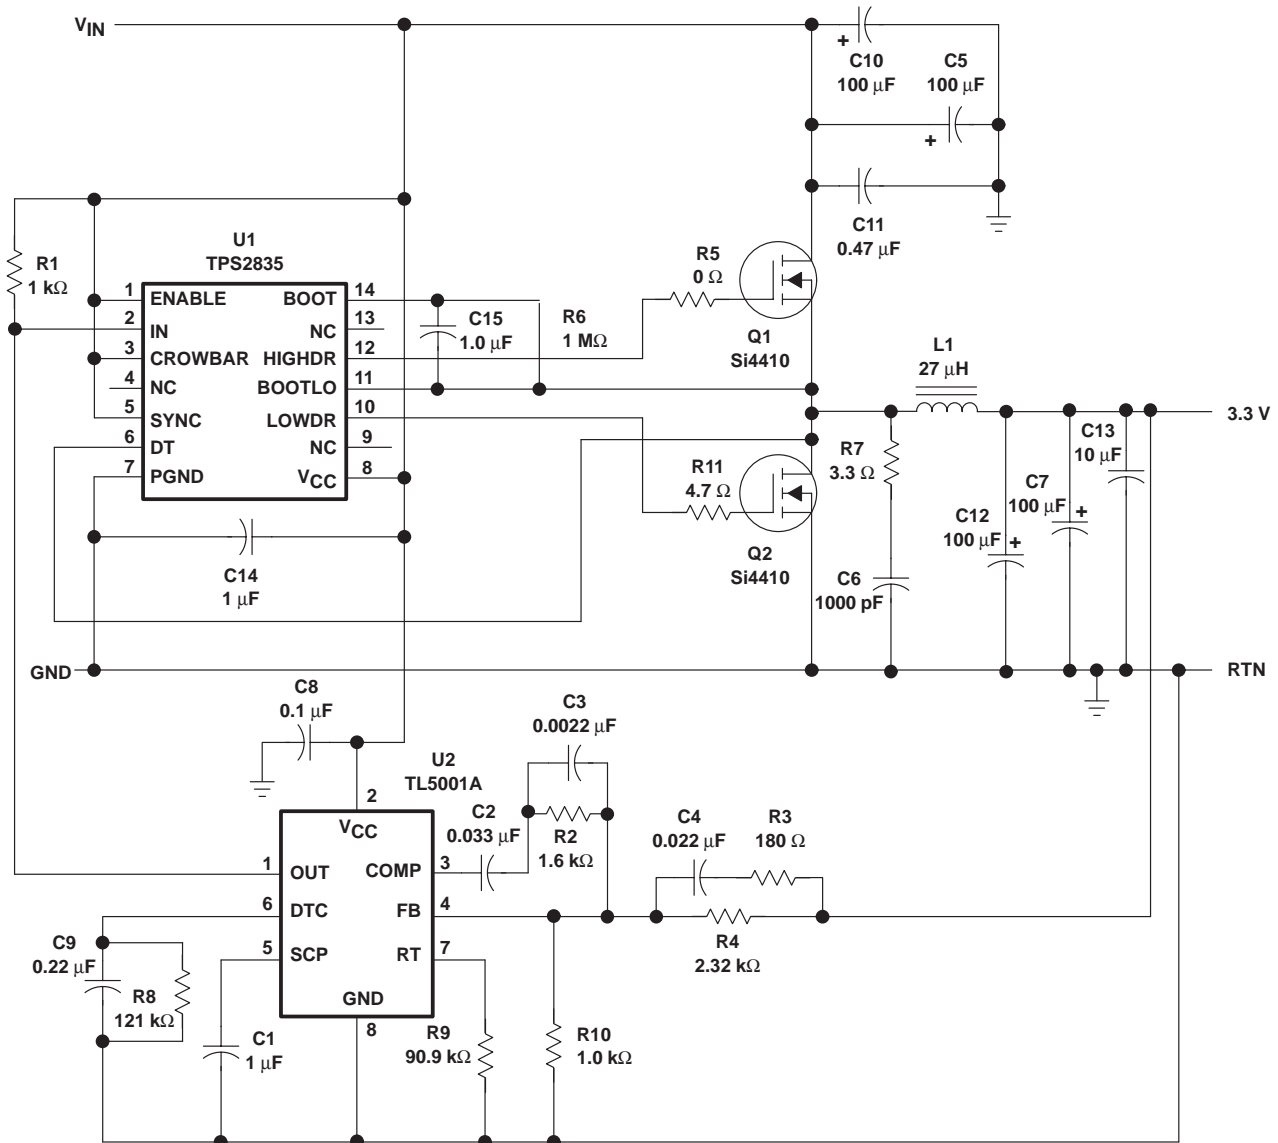 VIN
+
C10
100 μF
C5
100 μF
+
C11
0.47 μF
R1
1 kΩ
U1
TPS2835
1
ENABLE
2
IN
3
CROWBAR
4
NC
5
SYNC
6
DT
7
PGND
BOOT
14
NC
13
HIGHDR
12
BOOTLO
11
LOWDR
10
NC
9
VCC
8
C15
1.0 μF
R6
1 MΩ
R5
0 Ω
Q1
Si4410
R11
4.7 Ω
Q2
Si4410
L1
27 μH
3.3 V
R7
3.3 Ω
C6
1000 pF
C12
100 μF
+
C7
100 μF
+
C13
10 μF
C14
1 μF
GND
RTN
C8
0.1 μF
U2
TL5001A
2
VCC
1
OUT
6
DTC
5
SCP
COMP
3
FB
4
RT
7
GND
8
C2
0.033 μF
C3
0.0022 μF
R2
1.6 kΩ
C4
0.022 μF
R3
180 Ω
R4
2.32 kΩ
C9
0.22 μF
R8
121 kΩ
C1
1 μF
R9
90.9 kΩ
R10
1.0 kΩ